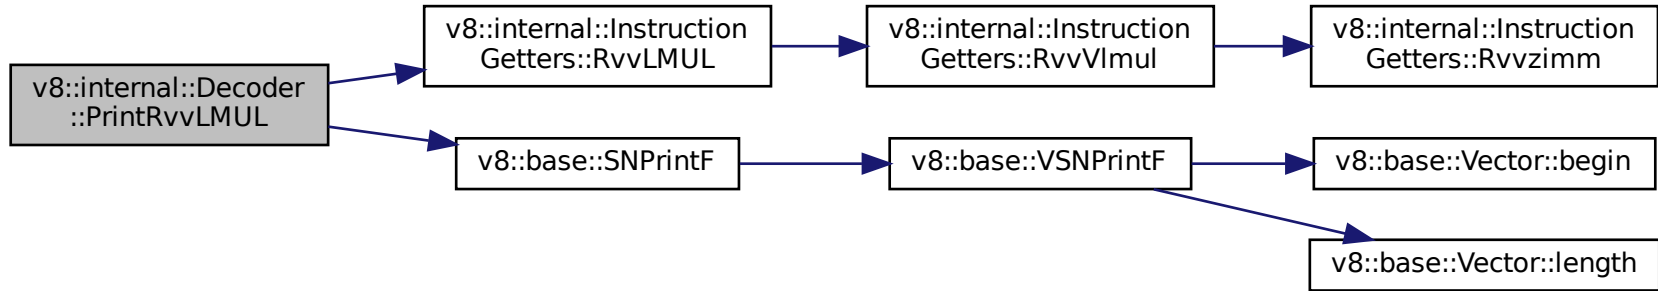 v8::internal::Decoder
::PrintRvvLMUL
v8::internal::Instruction
Getters::RvvLMUL
v8::internal::Instruction
Getters::RvvVlmul
v8::internal::Instruction
Getters::Rvvzimm
v8::base::SNPrintF
v8::base::VSNPrintF
v8::base::Vector::begin
v8::base::Vector::length